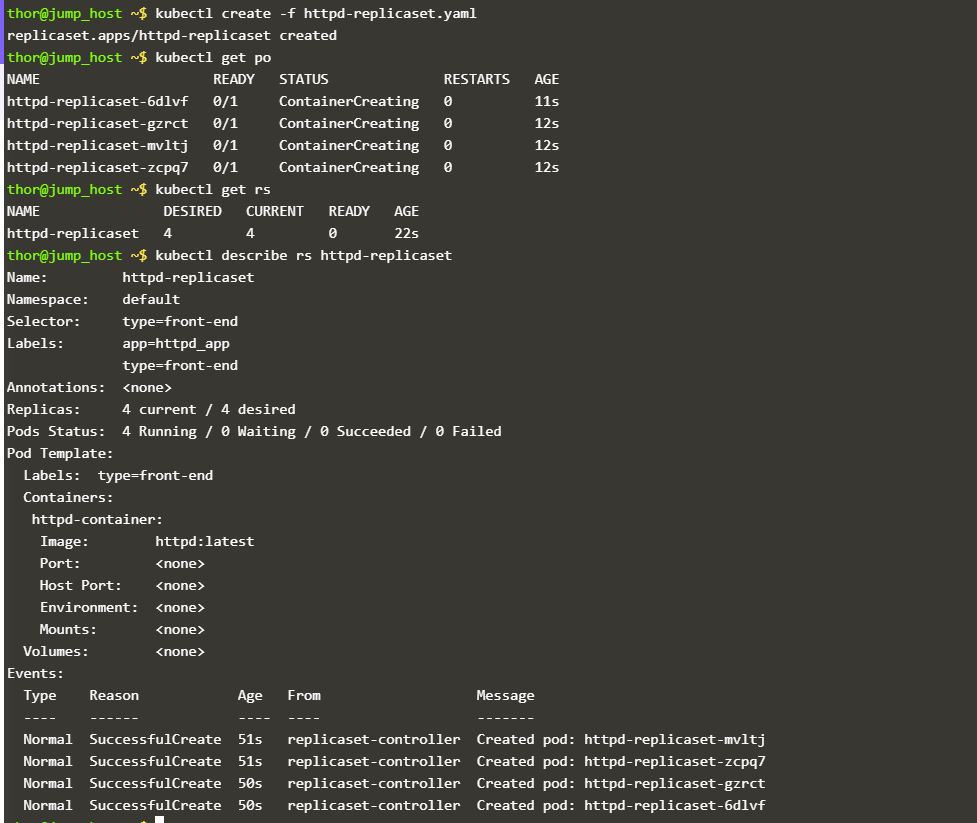 thor@jump_host ~$ kubectl create -f httpd-replicaset.yaml
replicaset.apps/httpd-replicaset created
thor@jump_host ~$ kubectl get po
NAME                     READY   STATUS              RESTARTS   AGE
httpd-replicaset-6dlvf   0/1     ContainerCreating   0          11s
httpd-replicaset-gzrct   0/1     ContainerCreating   0          12s
httpd-replicaset-mvltj   0/1     ContainerCreating   0          12s
httpd-replicaset-zcpq7   0/1     ContainerCreating   0          12s
thor@jump_host ~$ kubectl get rs
NAME               DESIRED   CURRENT   READY   AGE
httpd-replicaset   4         4         0       22s
thor@jump_host ~$ kubectl describe rs httpd-replicaset
Name:         httpd-replicaset
Namespace:    default
Selector:     type=front-end
Labels:       app=httpd_app
              type=front-end
Annotations:  <none>
Replicas:     4 current / 4 desired
Pods Status:  4 Running / 0 Waiting / 0 Succeeded / 0 Failed
Pod Template:
  Labels:  type=front-end
  Containers:
   httpd-container:
    Image:        httpd:latest
    Port:         <none>
    Host Port:    <none>
    Environment:  <none>
    Mounts:       <none>
  Volumes:        <none>
Events:
  Type    Reason            Age   From                   Message
  ----    ------            ----  ----                   -------
  Normal  SuccessfulCreate  51s   replicaset-controller  Created pod: httpd-replicaset-mvltj
  Normal  SuccessfulCreate  51s   replicaset-controller  Created pod: httpd-replicaset-zcpq7
  Normal  SuccessfulCreate  50s   replicaset-controller  Created pod: httpd-replicaset-gzrct
  Normal  SuccessfulCreate  50s   replicaset-controller  Created pod: httpd-replicaset-6dlvf